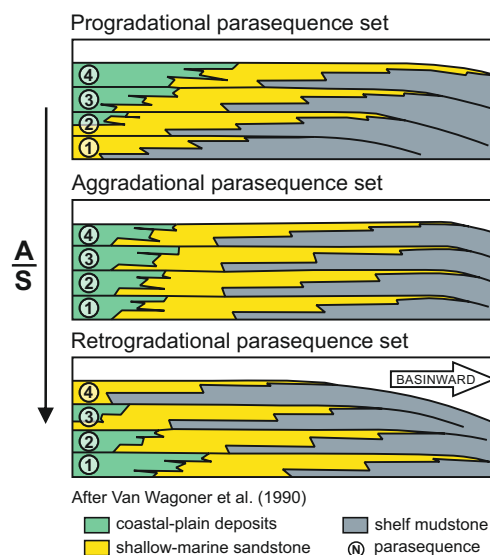 Progradational parasequence set
4
3
2
1
Aggradational parasequence set
4
3
2
1
A
S
Retrogradational parasequence set
BASINWARD
4
3
2
1
After Van Wagoner et al. (1990)
coastal-plain deposits
shelf mudstone
shallow-marine sandstone
N parasequence